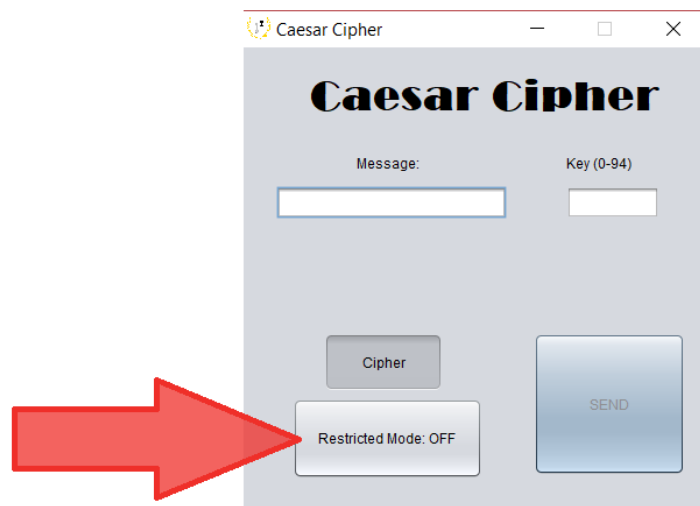 Caesar Cipher
Caesar Cipher
Message: Key (0-94)
Cipher
SEND
Restricted Mode: OFF